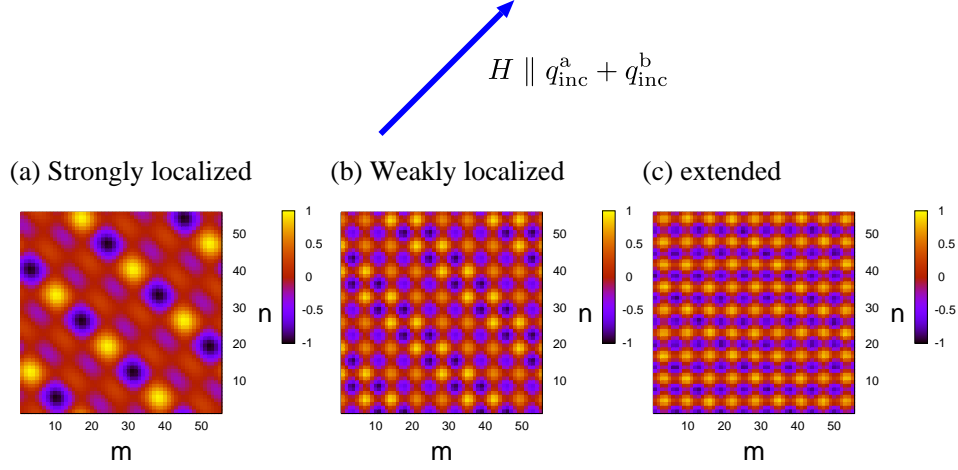 H ∥ q_inc^a + q_inc^b
(a) Strongly localized (b) Weakly localized (c) extended
1 1 1
50 50 50
0.5 0.5 0.5
40 40 40
0 0 0
30 30 30
n n n
-0.5 -0.5 -0.5
20 20 20
-1 -1 -1
10 10 10
10 20 30 40 50 10 20 30 40 50 10 20 30 40 50
m m m